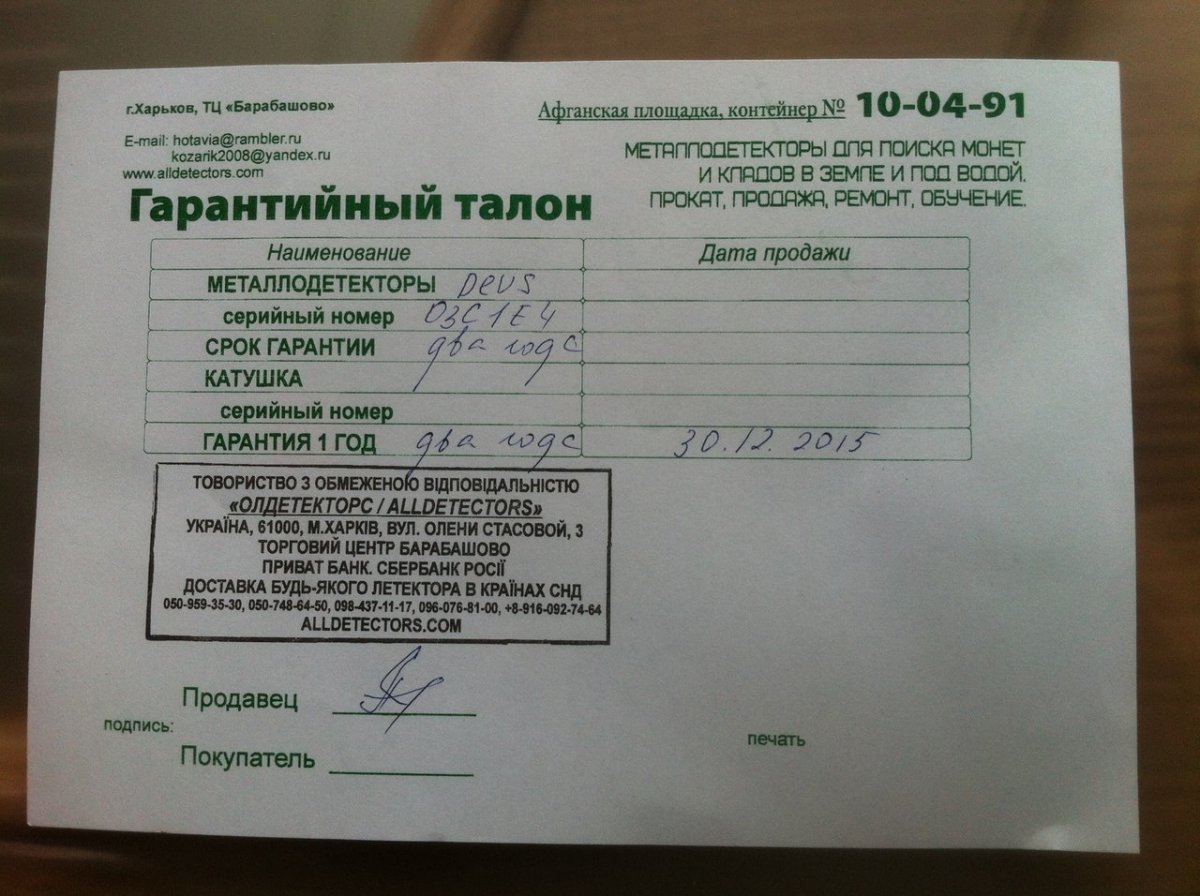 г.Харьков, ТЦ «Барабашово»
Афганская площадка, контейнер № 10-04-91
E-mail: hotavia@rambler.ru
kozarik2008@yandex.ru
www.alldetectors.com
МЕТАЛЛОДЕТЕКТОРЫ ДЛЯ ПОИСКА МОНЕТ
И КЛАДОВ В ЗЕМЛЕ И ПОД ВОДОЙ.
ПРОКАТ, ПРОДАЖА, РЕМОНТ, ОБУЧЕНИЕ.
Гарантийный талон
Наименование Дата продажи
МЕТАЛЛОДЕТЕКТОРЫ Deus
серийный номер 03C1E4
СРОК ГАРАНТИИ два года
КАТУШКА
серийный номер
ГАРАНТИЯ 1 ГОД два года 30.12.2015
ТОВОРИСТВО З ОБМЕЖЕНОЮ ВІДПОВІДАЛЬНІСТЮ
«ОЛДЕТЕКТОРС / ALLDETECTORS»
УКРАЇНА, 61000, М.ХАРКІВ, ВУЛ. ОЛЕНИ СТАСОВОЙ, 3
ТОРГОВИЙ ЦЕНТР БАРАБАШОВО
ПРИВАТ БАНК. СБЕРБАНК РОСІЇ
ДОСТАВКА БУДЬ-ЯКОГО ЛЕТЕКТОРА В КРАЇНАХ СНД
050-959-35-30, 050-748-64-50, 098-437-11-17, 096-076-81-00, +8-916-092-74-64
ALLDETECTORS.COM
Продавец
подпись:
Покупатель
печать